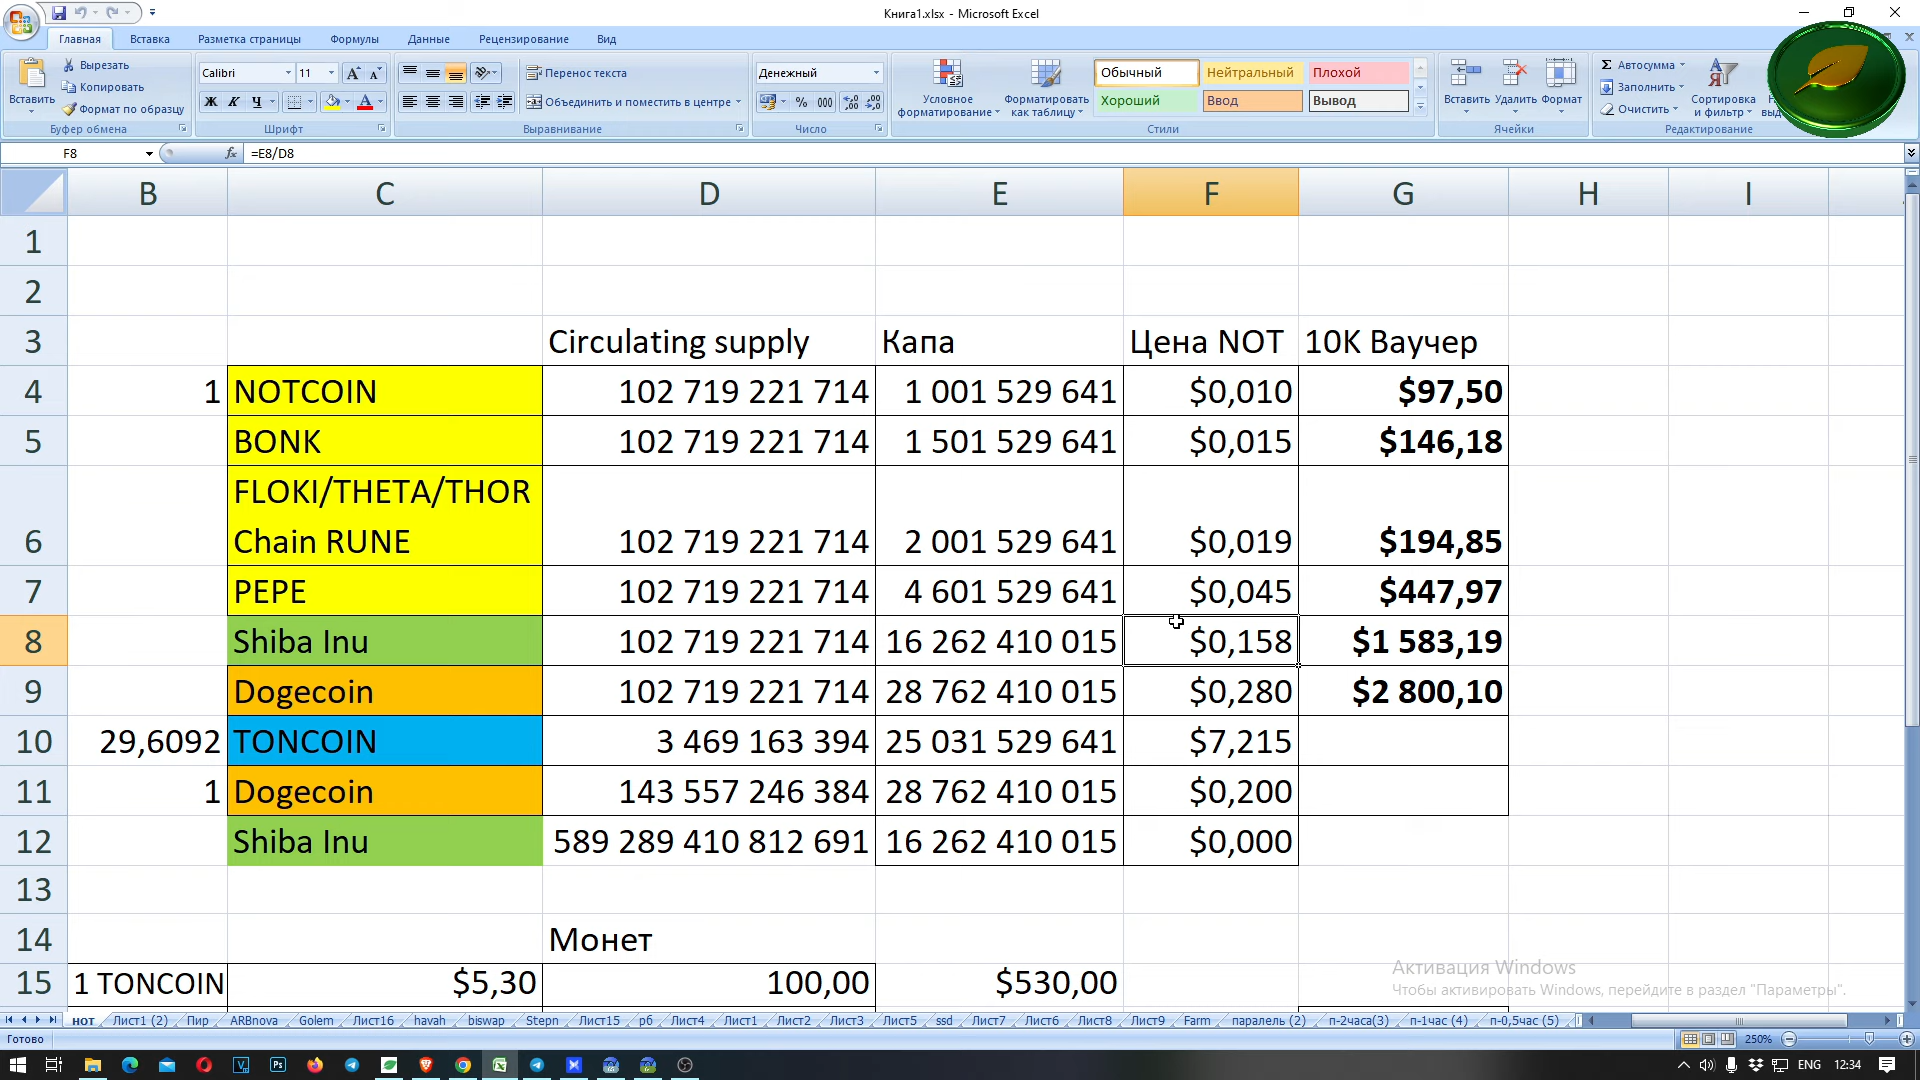 Книга1.xlsx - Microsoft Excel
Главная Вставка Разметка страницы Формулы Данные Рецензирование Вид
Вставить
Вырезать
Копировать
Формат по образцу
Буфер обмена
Calibri 11
Ж К Ч
Шрифт
Перенос текста
Объединить и поместить в центре
Выравнивание
Денежный
% 000
Число
Условное форматирование
Форматировать как таблицу
Обычный Нейтральный Плохой
Хороший Ввод Вывод
Стили
Вставить Удалить Формат
Ячейки
Σ Автосумма
Заполнить
Очистить
Сортировка и фильтр
Редактирование
F8 fx =E8/D8
B C D E F G H I
1
2
3 Circulating supply Капа Цена NOT 10K Ваучер
4 1 NOTCOIN 102 719 221 714 1 001 529 641 $0,010 $97,50
5 BONK 102 719 221 714 1 501 529 641 $0,015 $146,18
FLOKI/THETA/THOR
6 Chain RUNE 102 719 221 714 2 001 529 641 $0,019 $194,85
7 PEPE 102 719 221 714 4 601 529 641 $0,045 $447,97
8 Shiba Inu 102 719 221 714 16 262 410 015 $0,158 $1 583,19
9 Dogecoin 102 719 221 714 28 762 410 015 $0,280 $2 800,10
10 29,6092 TONCOIN 3 469 163 394 25 031 529 641 $7,215
11 1 Dogecoin 143 557 246 384 28 762 410 015 $0,200
12 Shiba Inu 589 289 410 812 691 16 262 410 015 $0,000
13
14 Монет
15 1 TONCOIN $5,30 100,00 $530,00
Активация Windows
Чтобы активировать Windows, перейдите в раздел "Параметры".
нот Лист1 (2) Пир ARBnova Golem Лист16 havah biswap Stepn Лист15 рб Лист4 Лист1 Лист2 Лист3 Лист5 ssd Лист7 Лист6 Лист8 Лист9 Farm паралель (2) п-2часа(3) п-1час (4) п-0,5час (5)
Готово 250%
ENG 12:34